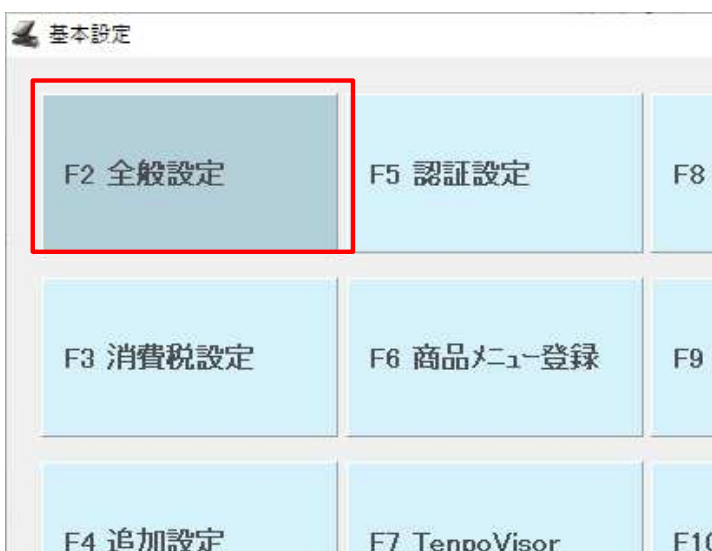 基本設定
F2 全般設定
F5 認証設定
F8
F3 消費税設定
F6 商品メニュー登録
F9
F4 追加設定
F7 TenpoVisor